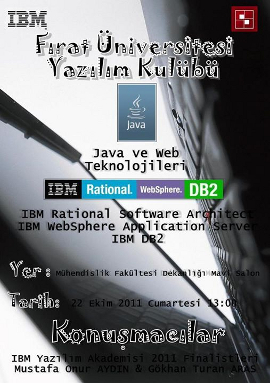 IBM
Fırat Üniversitesi
Yazılım Kulübü
Java
Java ve Web
Teknolojileri
IBM Rational. WebSphere. DB2
IBM Rational Software Architect
IBM WebSphere Application Server
IBM DB2
Yer : Mühendislik Fakültesi Dekanlığı Mavi Salon
Tarih: 22 Ekim 2011 Cumartesi 13:00
Konuşmacılar
IBM Yazılım Akademisi 2011 Finalistleri
Mustafa Onur AYDIN & Gökhan Turan ARAS